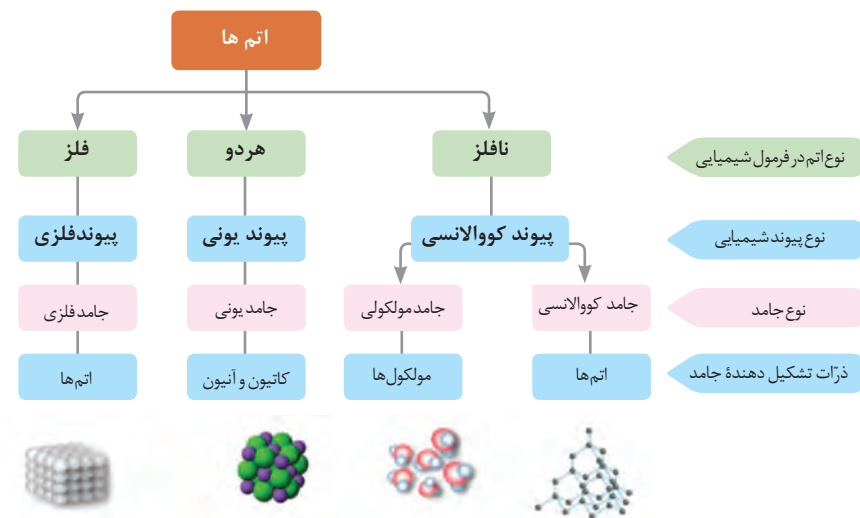 اتم ها
نوع اتم در فرمول شیمیایی
نافلز
هردو
فلز
نوع پیوند شیمیایی
پیوند کووالانسی
پیوند یونی
پیوندفلزی
نوع جامد
جامد کووالانسی
جامد مولکولی
جامد یونی
جامد فلزی
ذرّات تشکیل دهندهٔ جامد
اتم‌ها
مولکول‌ها
کاتیون و آنیون
اتم‌ها